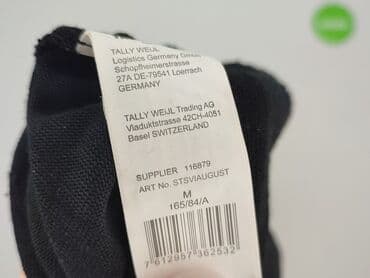 TALLY WEIJL
Logistics Germany GmbH
Schopfheimerstrasse
27A DE-79541 Loerrach
GERMANY
TALLY WEIJL Trading AG
Viaduktstrasse 42CH-4051
Basel SWITZERLAND
SUPPLIER 116879
ART No. STSVIAUGUST
M
165/84/A
7612957362532